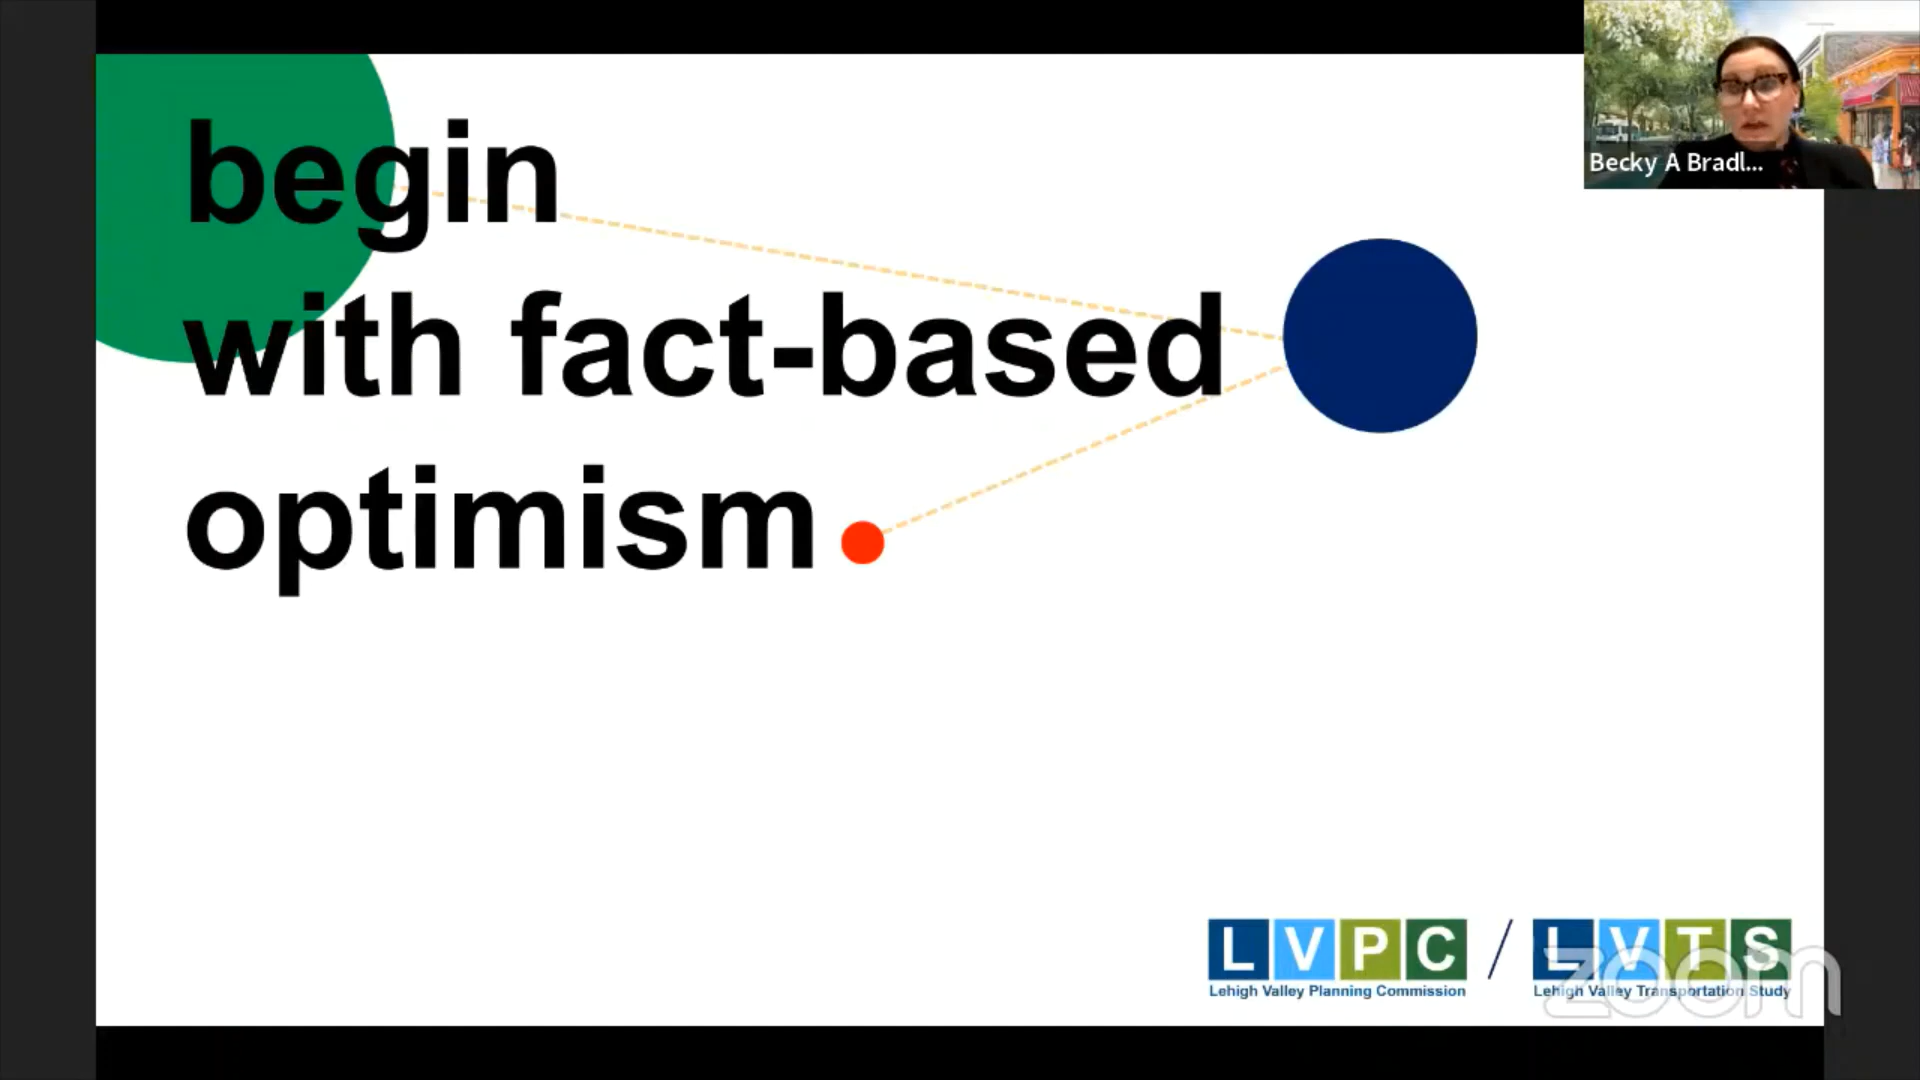 begin
with fact-based
optimism
Becky A Bradl...
LVPC / LVTS
Lehigh Valley Planning Commission
Lehigh Valley Transportation Study
zoom